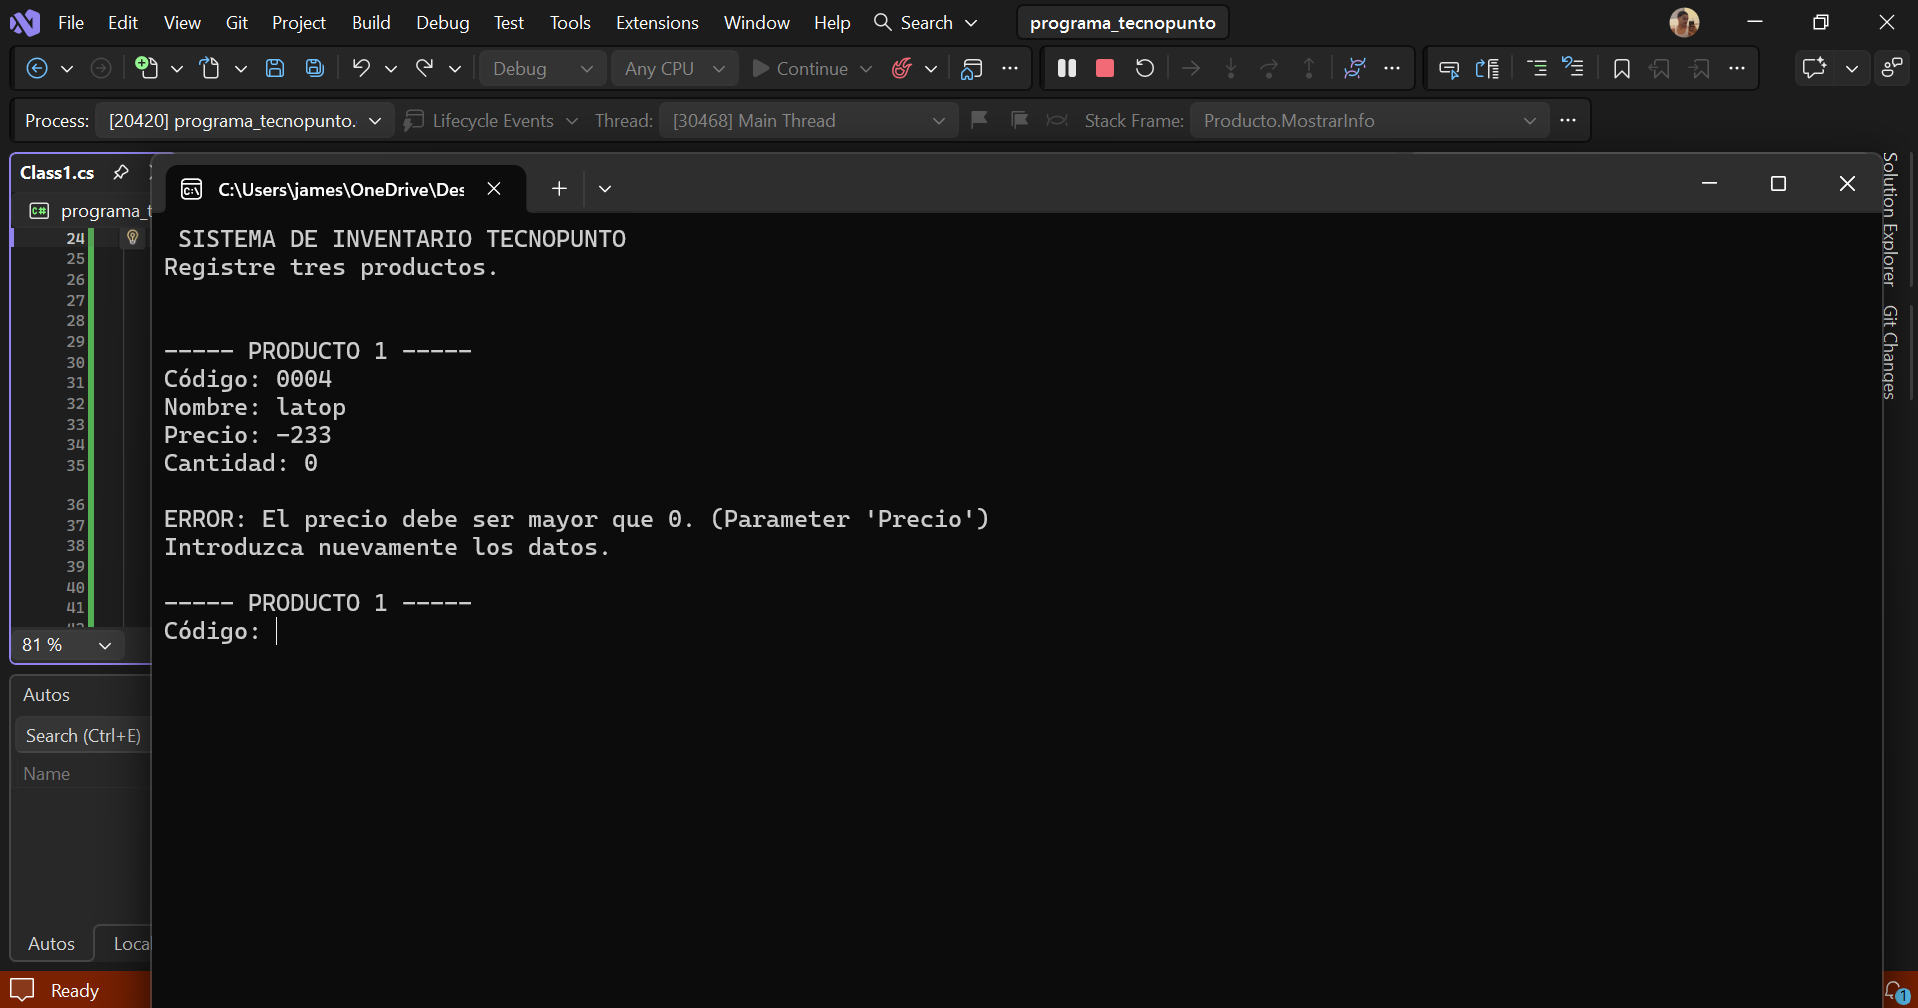 File Edit View Git Project Build Debug Test Tools Extensions Window Help Search programa_tecnopunto
Debug Any CPU Continue
Process: [20420] programa_tecnopunto. Lifecycle Events Thread: [30468] Main Thread Stack Frame: Producto.MostrarInfo
Class1.cs
C:\Users\james\OneDrive\Des
C# programa_t
24
25
26
27
28
29
30
31
32
33
34
35
36
37
38
39
40
41
81 %
SISTEMA DE INVENTARIO TECNOPUNTO
Registre tres productos.
----- PRODUCTO 1 -----
Código: 0004
Nombre: latop
Precio: -233
Cantidad: 0
ERROR: El precio debe ser mayor que 0. (Parameter 'Precio')
Introduzca nuevamente los datos.
----- PRODUCTO 1 -----
Código:
Solution Explorer
Git Changes
Autos
Search (Ctrl+E)
Name
Autos Loca
Ready
1